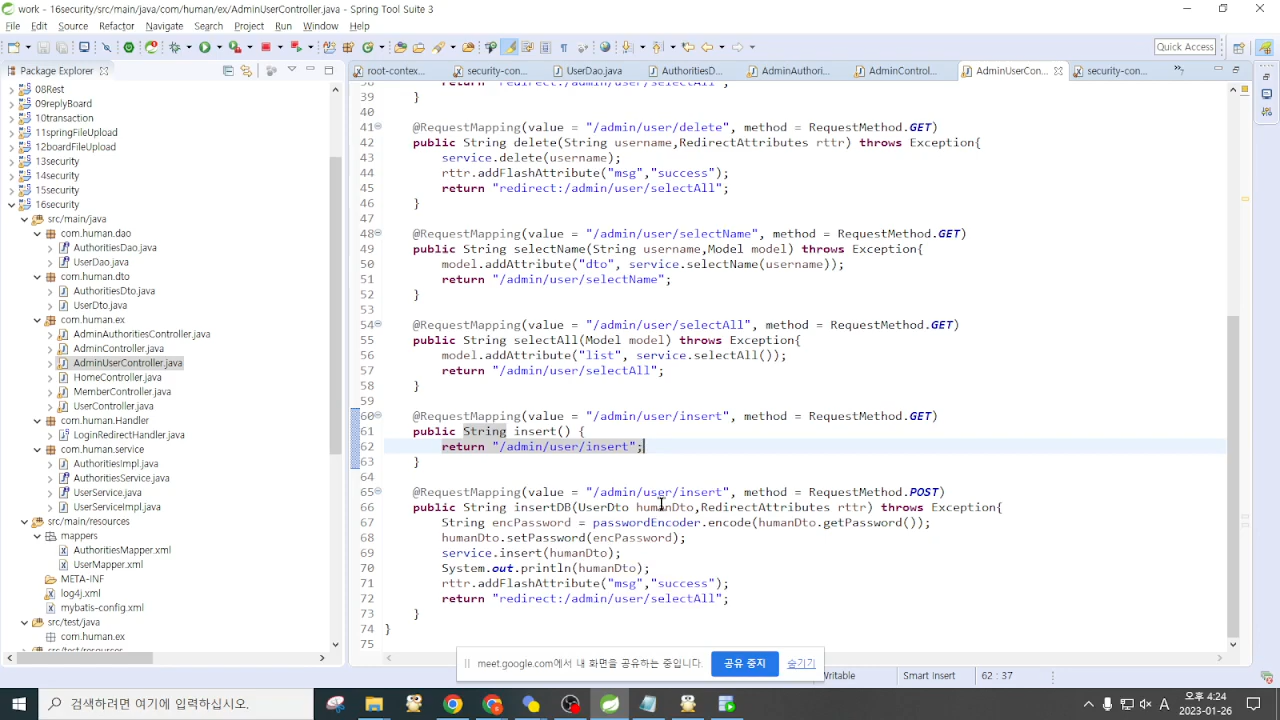 work - 16security/src/main/java/com/human/ex/AdminUserController.java - Spring Tool Suite 3
File Edit Source Refactor Navigate Search Project Run Window Help
Quick Access
Package Explorer
root-contex...
security-con...
UserDao.java
AuthoritiesD...
AdminAuthori...
AdminControl...
AdminUserCon...
security-con...
08Rest
09replyBoard
10transaction
11springFileUpload
12boardFileUpload
13security
14security
15security
16security
src/main/java
com.human.dao
AuthoritiesDao.java
UserDao.java
com.human.dto
AuthoritiesDto.java
UserDto.java
com.human.ex
AdminAuthoritiesController.java
AdminController.java
AdminUserController.java
HomeController.java
MemberController.java
UserController.java
com.human.Handler
LoginRedirectHandler.java
com.human.service
AuthoritiesImpl.java
AuthoritiesService.java
UserService.java
UserServiceImpl.java
src/main/resources
mappers
AuthoritiesMapper.xml
UserMapper.xml
META-INF
log4j.xml
mybatis-config.xml
src/test/java
com.human.ex
src/test/resources
38 return "redirect:/admin/user/selectAll";
39 }
40
41 @RequestMapping(value = "/admin/user/delete", method = RequestMethod.GET)
42 public String delete(String username,RedirectAttributes rttr) throws Exception{
43 service.delete(username);
44 rttr.addFlashAttribute("msg","success");
45 return "redirect:/admin/user/selectAll";
46 }
47
48 @RequestMapping(value = "/admin/user/selectName", method = RequestMethod.GET)
49 public String selectName(String username,Model model) throws Exception{
50 model.addAttribute("dto", service.selectName(username));
51 return "/admin/user/selectName";
52 }
53
54 @RequestMapping(value = "/admin/user/selectAll", method = RequestMethod.GET)
55 public String selectAll(Model model) throws Exception{
56 model.addAttribute("list", service.selectAll());
57 return "/admin/user/selectAll";
58 }
59
60 @RequestMapping(value = "/admin/user/insert", method = RequestMethod.GET)
61 public String insert() {
62 return "/admin/user/insert";
63 }
64
65 @RequestMapping(value = "/admin/user/insert", method = RequestMethod.POST)
66 public String insertDB(UserDto humanDto,RedirectAttributes rttr) throws Exception{
67 String encPassword = passwordEncoder.encode(humanDto.getPassword());
68 humanDto.setPassword(encPassword);
69 service.insert(humanDto);
70 System.out.println(humanDto);
71 rttr.addFlashAttribute("msg","success");
72 return "redirect:/admin/user/selectAll";
73 }
74 }
75
meet.google.com에서 내 화면을 공유하는 중입니다. 공유 중지 숨기기
Writable Smart Insert 62 : 37
검색하려면 여기에 입력하십시오.
A 오후 4:24
2023-01-26